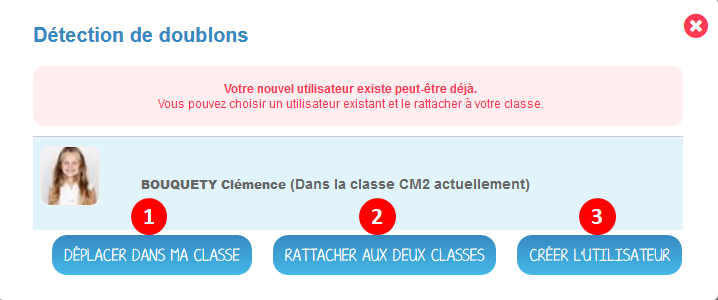 Détection de doublons
Votre nouvel utilisateur existe peut-être déjà.
Vous pouvez choisir un utilisateur existant et le rattacher à votre classe.
BOUQUETY Clémence (Dans la classe CM2 actuellement)
1 2 3
DÉPLACER DANS MA CLASSE RATTACHER AUX DEUX CLASSES CRÉER L'UTILISATEUR